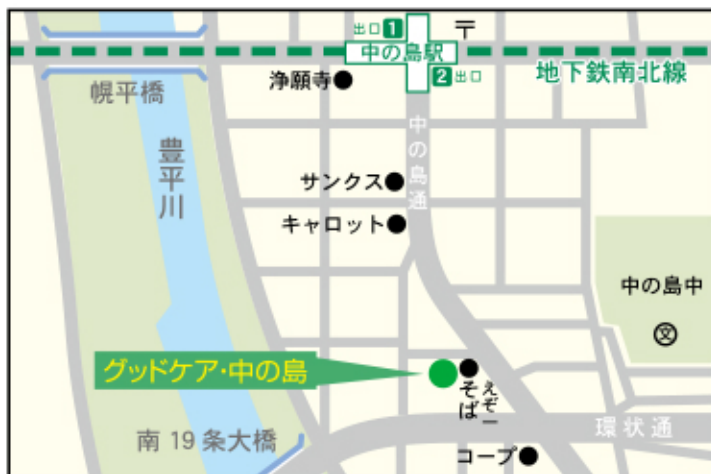 出口1
〒
中の島駅
2出口
地下鉄南北線
浄願寺
幌平橋
豊平川
中の島通
サンクス
キャロット
中の島中
文
グッドケア・中の島
えぞー
そば
環状通
南19条大橋
コープ